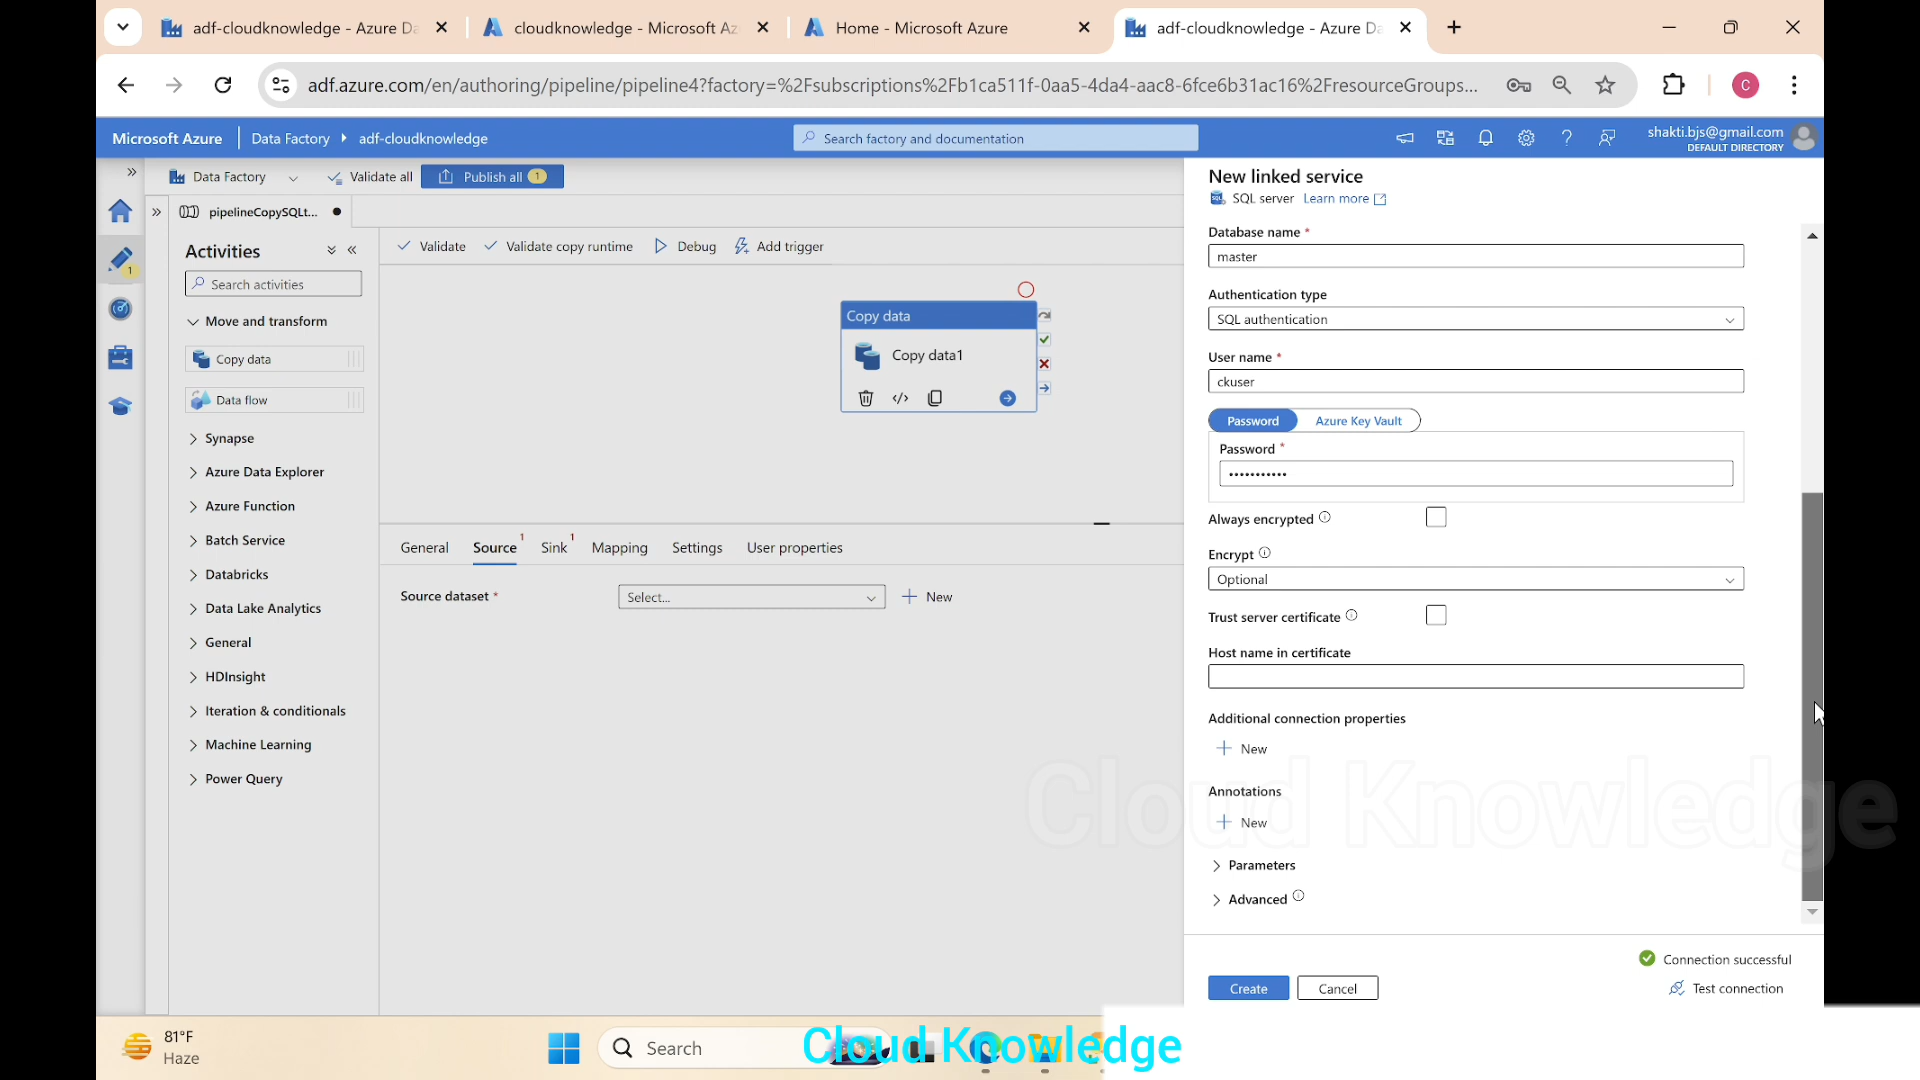 adf-cloudknowledge - Azure Da
cloudknowledge - Microsoft Az
Home - Microsoft Azure
adf-cloudknowledge - Azure Da
adf.azure.com/en/authoring/pipeline/pipeline4?factory=%2Fsubscriptions%2Fb1ca511f-0aa5-4da4-aac8-6fce6b31ac16%2FresourceGroups...
C
Microsoft Azure
Data Factory
adf-cloudknowledge
Search factory and documentation
shakti.bjs@gmail.com
DEFAULT DIRECTORY
Data Factory
Validate all
Publish all 1
New linked service
SQL server Learn more
pipelineCopySQLt...
Activities
Search activities
Move and transform
Copy data
Data flow
Synapse
Azure Data Explorer
Azure Function
Batch Service
Databricks
Data Lake Analytics
General
HDInsight
Iteration & conditionals
Machine Learning
Power Query
1
Validate
Validate copy runtime
Debug
Add trigger
Copy data
Copy data1
General
Source 1
Sink 1
Mapping
Settings
User properties
Source dataset *
Select...
New
Database name *
master
Authentication type
SQL authentication
User name *
ckuser
Password
Azure Key Vault
Password *
•••••••••••
Always encrypted
Encrypt
Optional
Trust server certificate
Host name in certificate
Additional connection properties
New
Annotations
New
Parameters
Advanced
Connection successful
Create
Cancel
Test connection
Cloud Knowledge
81°F
Haze
Search
Cloud Knowledge